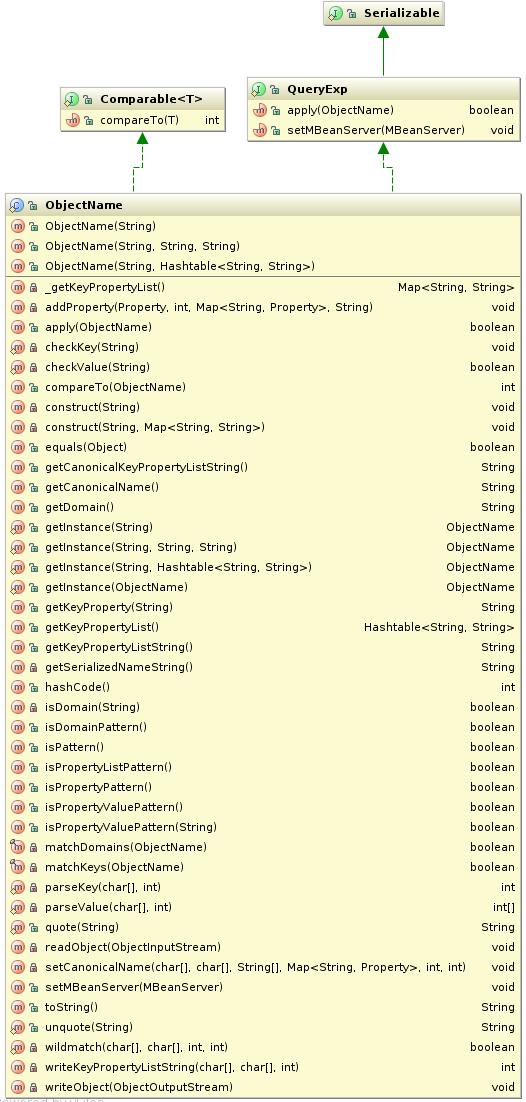 Serializable
Comparable<T>
compareTo(T) int
QueryExp
apply(ObjectName) boolean
setMBeanServer(MBeanServer) void
ObjectName
ObjectName(String)
ObjectName(String, String, String)
ObjectName(String, Hashtable<String, String>)
_getKeyPropertyList() Map<String, String>
addProperty(Property, int, Map<String, Property>, String) void
apply(ObjectName) boolean
checkKey(String) void
checkValue(String) boolean
compareTo(ObjectName) int
construct(String) void
construct(String, Map<String, String>) void
equals(Object) boolean
getCanonicalKeyPropertyListString() String
getCanonicalName() String
getDomain() String
getInstance(String) ObjectName
getInstance(String, String, String) ObjectName
getInstance(String, Hashtable<String, String>) ObjectName
getInstance(ObjectName) ObjectName
getKeyProperty(String) String
getKeyPropertyList() Hashtable<String, String>
getKeyPropertyListString() String
getSerializedNameString() String
hashCode() int
isDomain(String) boolean
isDomainPattern() boolean
isPattern() boolean
isPropertyListPattern() boolean
isPropertyPattern() boolean
isPropertyValuePattern() boolean
isPropertyValuePattern(String) boolean
matchDomains(ObjectName) boolean
matchKeys(ObjectName) boolean
parseKey(char[], int) int
parseValue(char[], int) int[]
quote(String) String
readObject(ObjectInputStream) void
setCanonicalName(char[], char[], String[], Map<String, Property>, int, int) void
setMBeanServer(MBeanServer) void
toString() String
unquote(String) String
wildmatch(char[], char[], int, int) boolean
writeKeyPropertyListString(char[], char[], int) int
writeObject(ObjectOutputStream) void